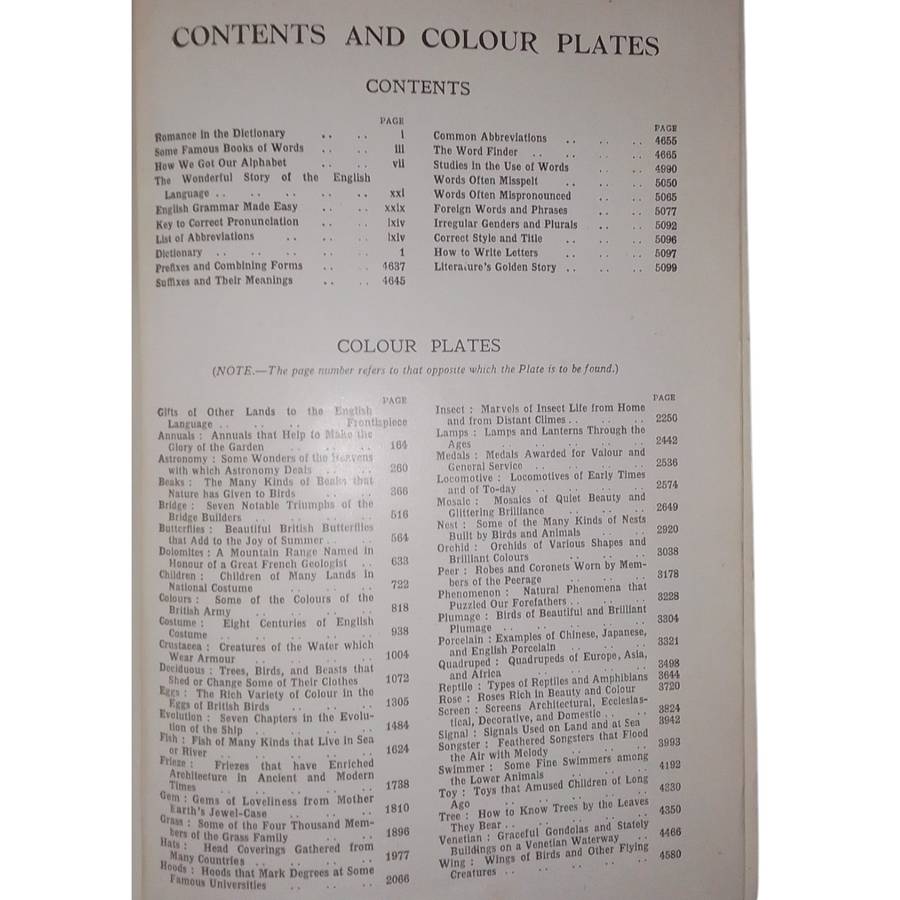 CONTENTS AND COLOUR PLATES
CONTENTS
PAGE
Romance in the Dictionary .. .. i
Some Famous Books of Words .. .. iii
How We Got Our Alphabet .. .. vii
The Wonderful Story of the English
Language .. .. .. .. .. xxi
English Grammar Made Easy .. .. xxix
Key to Correct Pronunciation .. .. lxiv
List of Abbreviations .. .. .. lxiv
Dictionary .. .. .. .. .. 1
Prefixes and Combining Forms .. .. 4637
Suffixes and Their Meanings .. .. 4645
PAGE
Common Abbreviations .. .. .. 4655
The Word Finder .. .. .. .. 4665
Studies in the Use of Words .. .. 4990
Words Often Misspelt .. .. .. 5050
Words Often Mispronounced .. .. 5065
Foreign Words and Phrases .. .. 5077
Irregular Genders and Plurals .. .. 5092
Correct Style and Title .. .. .. 5096
How to Write Letters .. .. .. 5097
Literature's Golden Story .. .. .. 5099
COLOUR PLATES
(NOTE.—The page number refers to that opposite which the Plate is to be found.)
PAGE
Gifts of Other Lands to the English
Language .. .. .. Frontispiece
Annuals : Annuals that Help to Make the
Glory of the Garden .. .. .. 164
Astronomy : Some Wonders of the Heavens
with which Astronomy Deals .. .. 260
Beaks : The Many Kinds of Beaks that
Nature has Given to Birds .. .. 366
Bridge : Seven Notable Triumphs of the
Bridge Builders .. .. .. .. 516
Butterflies : Beautiful British Butterflies
that Add to the Joy of Summer .. .. 564
Dolomites : A Mountain Range Named in
Honour of a Great French Geologist .. 633
Children : Children of Many Lands in
National Costume .. .. .. 722
Colours : Some of the Colours of the
British Army .. .. .. .. 818
Costume : Eight Centuries of English
Costume .. .. .. .. .. 938
Crustacea : Creatures of the Water which
Wear Armour .. .. .. .. 1004
Deciduous : Trees, Birds, and Beasts that
Shed or Change Some of Their Clothes 1072
Eggs : The Rich Variety of Colour in the
Eggs of British Birds .. .. .. 1305
Evolution : Seven Chapters in the Evolu-
tion of the Ship .. .. .. .. 1484
Fish : Fish of Many Kinds that Live in Sea
or River .. .. .. .. .. 1624
Frieze : Friezes that have Enriched
Architecture in Ancient and Modern
Times .. .. .. .. .. 1738
Gem : Gems of Loveliness from Mother
Earth's Jewel-Case .. .. .. 1810
Grass : Some of the Four Thousand Mem-
bers of the Grass Family .. .. 1896
Hats : Head Coverings Gathered from
Many Countries .. .. .. .. 1977
Hoods : Hoods that Mark Degrees at Some
Famous Universities .. .. .. 2066
PAGE
Insect : Marvels of Insect Life from Home
and from Distant Climes .. .. .. 2250
Lamps : Lamps and Lanterns Through the
Ages .. .. .. .. .. 2442
Medals : Medals Awarded for Valour and
General Service .. .. .. .. 2536
Locomotive : Locomotives of Early Times
and of To-day .. .. .. .. 2574
Mosaic : Mosaics of Quiet Beauty and
Glittering Brilliance .. .. .. 2649
Nest : Some of the Many Kinds of Nests
Built by Birds and Animals .. .. 2920
Orchid : Orchids of Various Shapes and
Brilliant Colours .. .. .. 3038
Peer : Robes and Coronets Worn by Mem-
bers of the Peerage .. .. .. 3178
Phenomenon : Natural Phenomena that
Puzzled Our Forefathers .. .. .. 3228
Plumage : Birds of Beautiful and Brilliant
Plumage .. .. .. .. .. 3304
Porcelain : Examples of Chinese, Japanese,
and English Porcelain .. .. .. 3321
Quadruped : Quadrupeds of Europe, Asia,
and Africa .. .. .. .. 3498
Reptile : Types of Reptiles and Amphibians 3644
Rose : Roses Rich in Beauty and Colour 3720
Screen : Screens Architectural, Ecclesias-
tical, Decorative, and Domestic .. .. 3824
Signal : Signals Used on Land and at Sea 3942
Songster : Feathered Songsters that Flood
the Air with Melody .. .. .. 3993
Swimmer : Some Fine Swimmers among
the Lower Animals .. .. .. 4192
Toy : Toys that Amused Children of Long
Ago .. .. .. .. .. 4330
Tree : How to Know Trees by the Leaves
They Bear .. .. .. .. .. 4350
Venetian : Graceful Gondolas and Stately
Buildings on a Venetian Waterway .. 4466
Wing : Wings of Birds and Other Flying
Creatures .. .. .. .. .. 4580